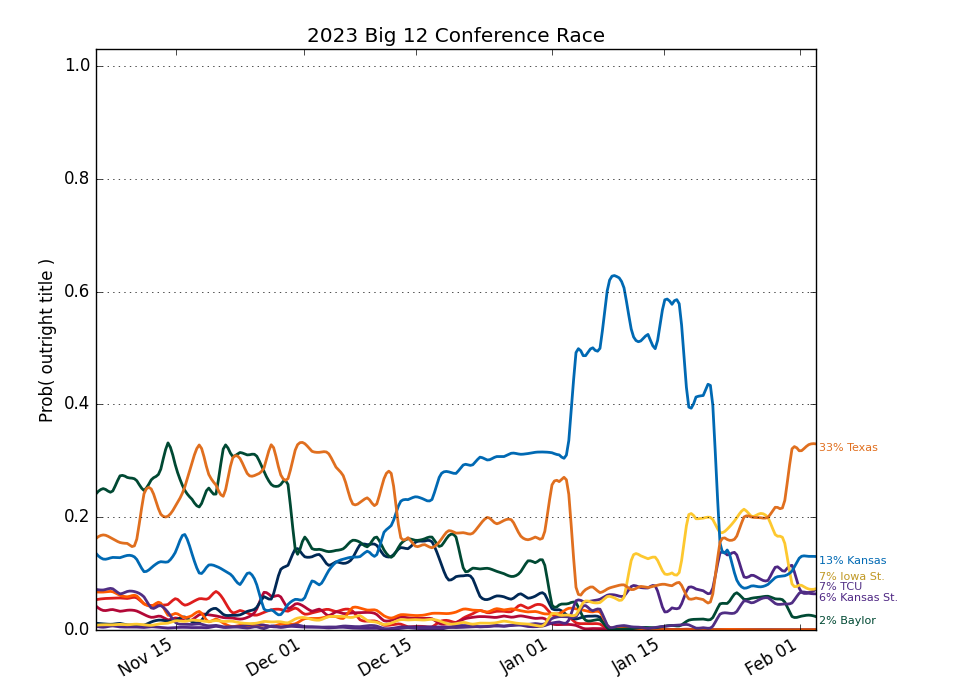 2023 Big 12 Conference Race
Prob( outright title )
1.0
0.8
0.6
0.4
0.2
0.0
Nov 15
Dec 01
Dec 15
Jan 01
Jan 15
Feb 01
33% Texas
13% Kansas
7% Iowa St.
7% TCU
6% Kansas St.
2% Baylor